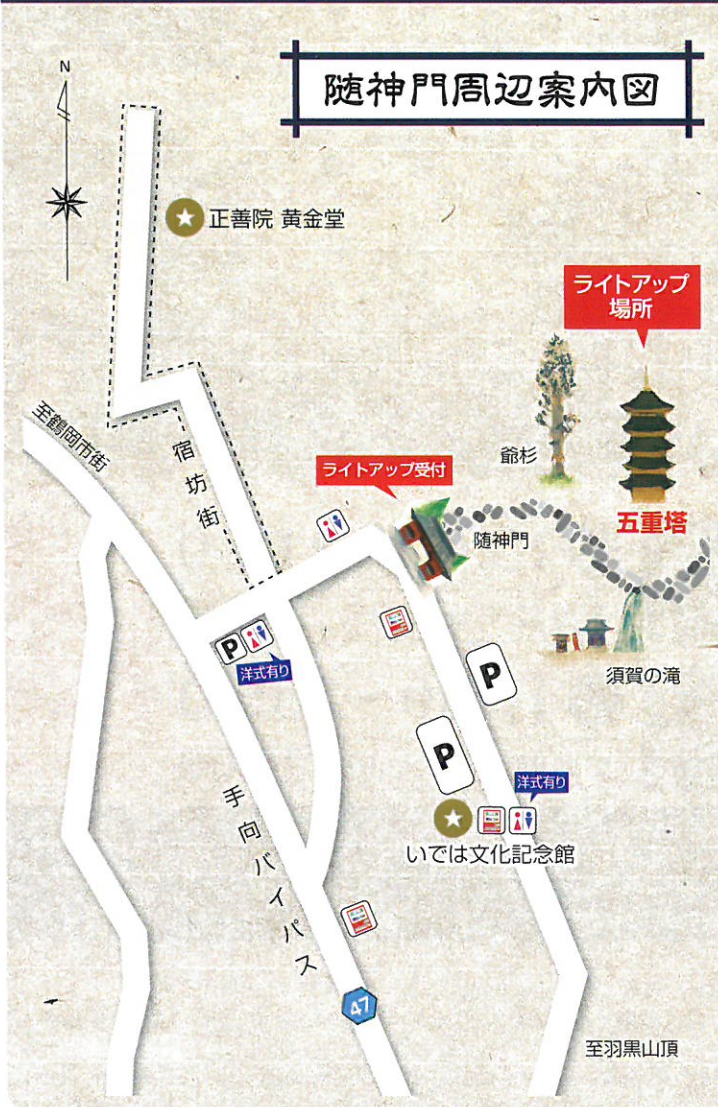 随神門周辺案内図
N
正善院 黄金堂
ライトアップ
場所
至鶴岡市街
宿坊街
爺杉
ライトアップ受付
五重塔
随神門
P
洋式有り
須賀の滝
P
P
手向バイパス
洋式有り
いでは文化記念館
47
至羽黒山頂